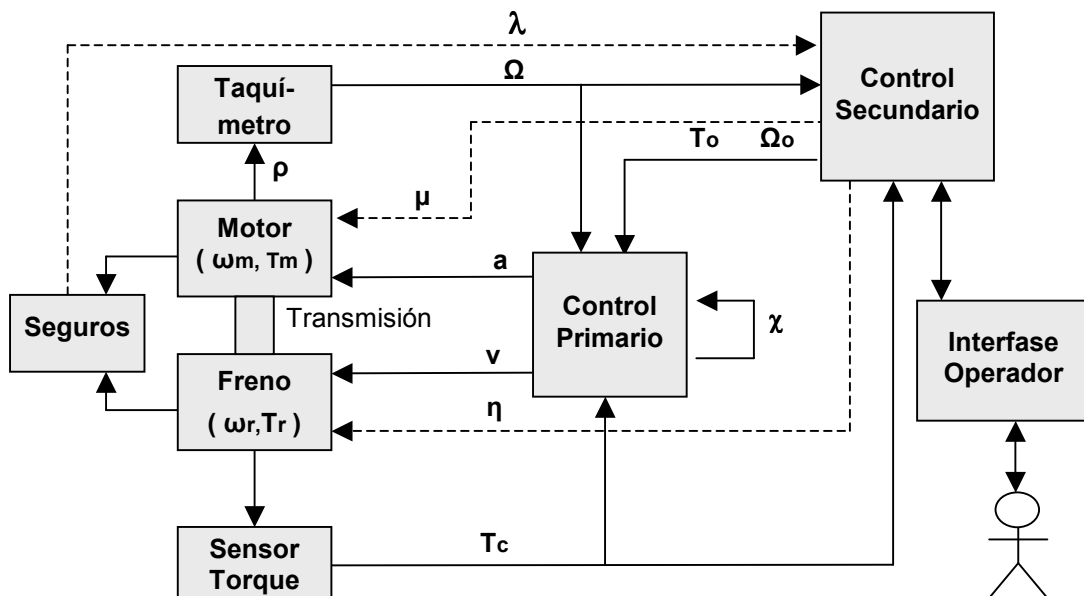 λ
Ω
Taquí-
metro
Control
Secundario
To Ωo
ρ
μ
Motor
( ωm, Tm )
a
Seguros
Transmisión
Control
Primario
χ
Interfase
Operador
v
Freno
( ωr,Tr )
η
Sensor
Torque
Tc